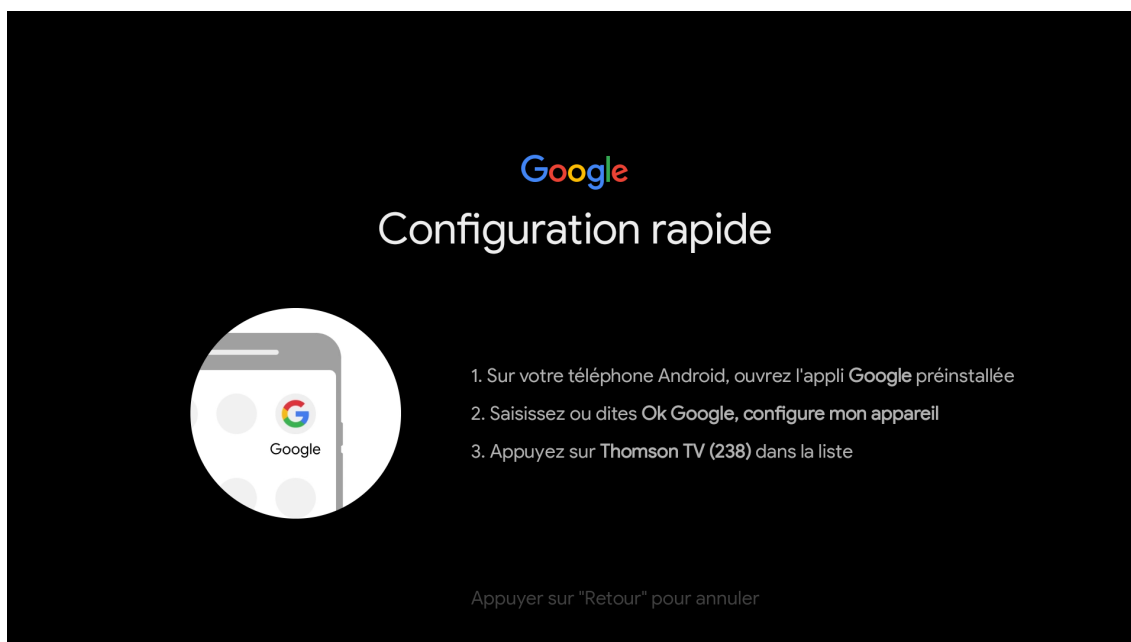 Google
Configuration rapide
Google
1. Sur votre téléphone Android, ouvrez l'appli Google préinstallée
2. Saisissez ou dites Ok Google, configure mon appareil
3. Appuyez sur Thomson TV (238) dans la liste
Appuyer sur "Retour" pour annuler